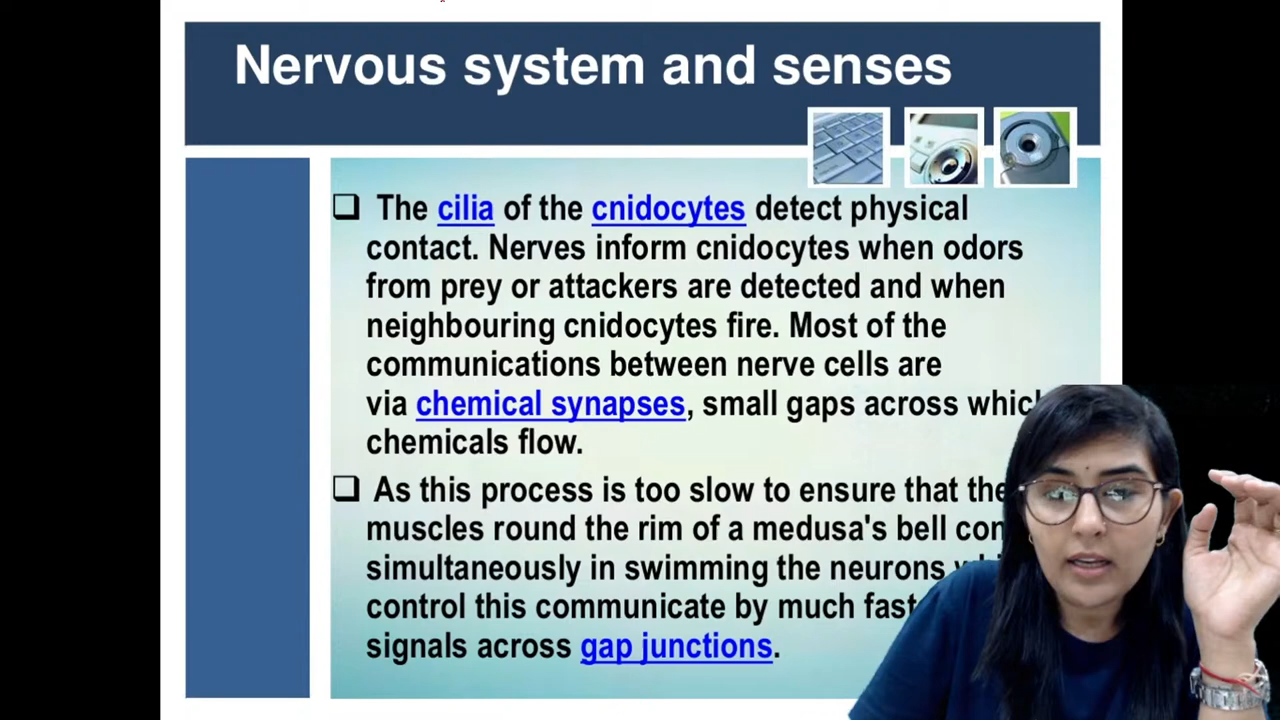 Nervous system and senses
❑ The cilia of the cnidocytes detect physical
contact. Nerves inform cnidocytes when odors
from prey or attackers are detected and when
neighbouring cnidocytes fire. Most of the
communications between nerve cells are
via chemical synapses, small gaps across which
chemicals flow.
❑ As this process is too slow to ensure that the
muscles round the rim of a medusa's bell
simultaneously in swimming the neurons
control this communicate by much
signals across gap junctions.